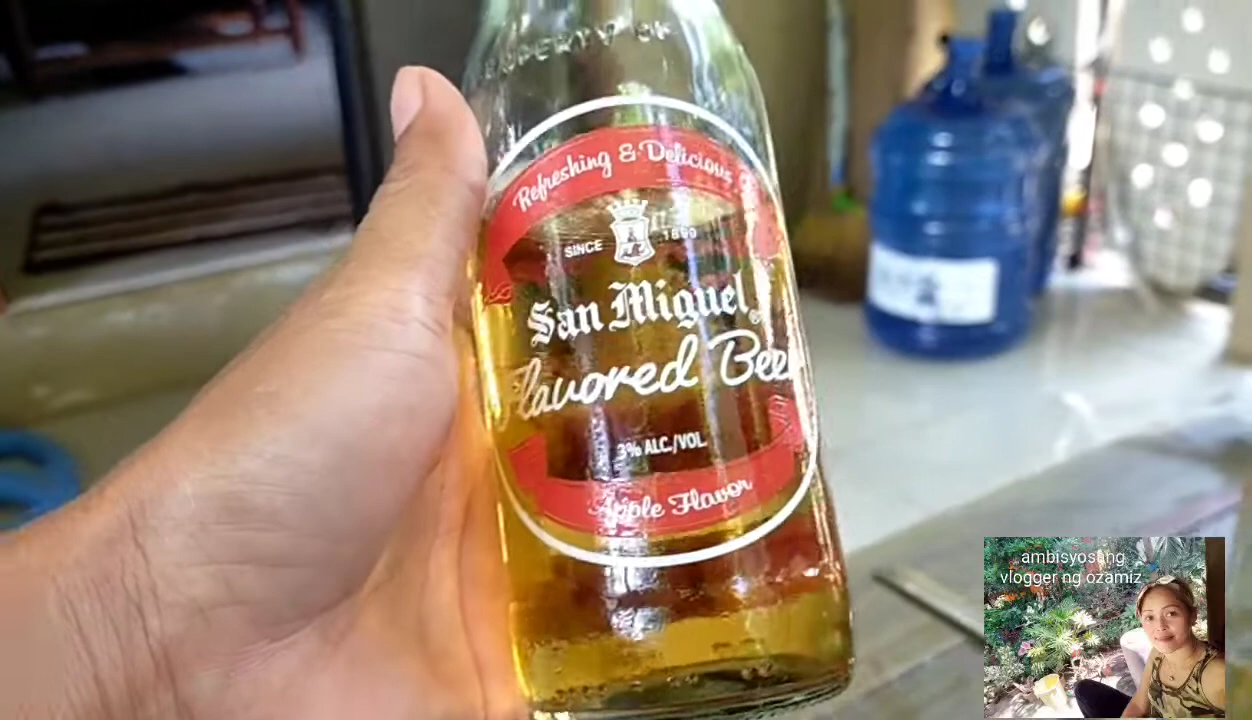 Refreshing & Delicious
SINCE 1890
San Miguel
Flavored Beer
3% ALC./VOL.
Apple Flavor
ambisyosang
vlogger ng ozamiz